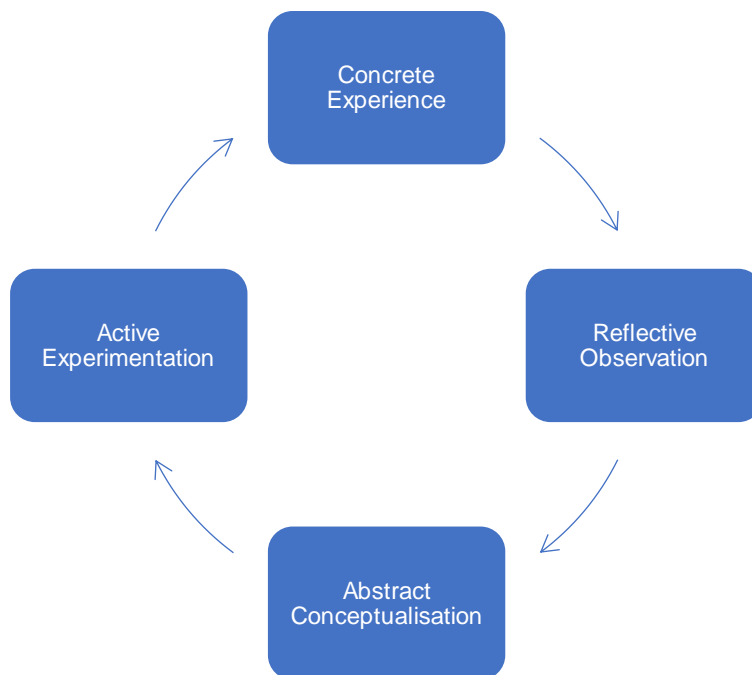 Concrete
Experience
Reflective
Observation
Abstract
Conceptualisation
Active
Experimentation